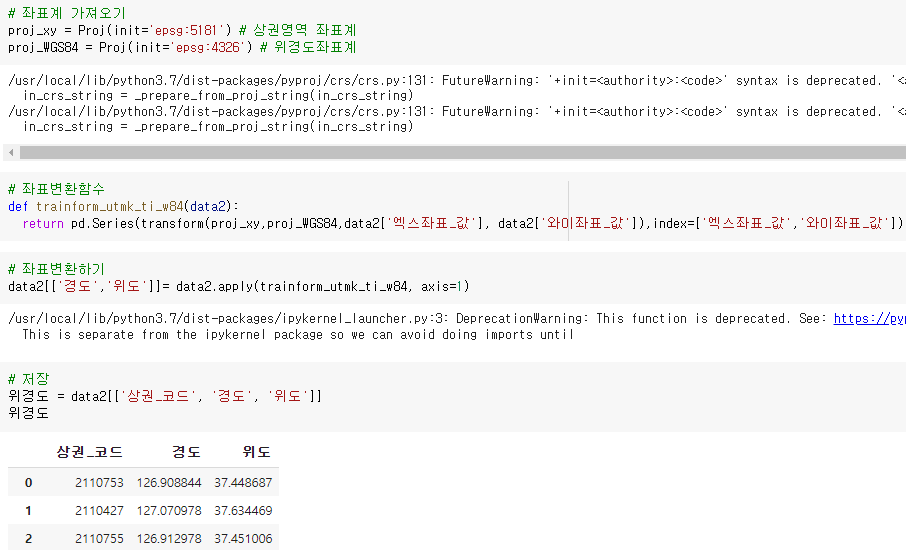 # 좌표계 가져오기
proj_xy = Proj(init='epsg:5181') # 상권영역 좌표계
proj_WGS84 = Proj(init='epsg:4326') # 위경도좌표계
/usr/local/lib/python3.7/dist-packages/pyproj/crs/crs.py:131: FutureWarning: '+init=<authority>:<code>' syntax is deprecated. '<a
in_crs_string = _prepare_from_proj_string(in_crs_string)
/usr/local/lib/python3.7/dist-packages/pyproj/crs/crs.py:131: FutureWarning: '+init=<authority>:<code>' syntax is deprecated. '<a
in_crs_string = _prepare_from_proj_string(in_crs_string)
# 좌표변환함수
def trainform_utmk_ti_w84(data2):
return pd.Series(transform(proj_xy,proj_WGS84,data2['엑스좌표_값'], data2['와이좌표_값']),index=['엑스좌표_값','와이좌표_값'])
# 좌표변환하기
data2[['경도','위도']]= data2.apply(trainform_utmk_ti_w84, axis=1)
/usr/local/lib/python3.7/dist-packages/ipykernel_launcher.py:3: DeprecationWarning: This function is deprecated. See: https://pyp
This is separate from the ipykernel package so we can avoid doing imports until
# 저장
위경도 = data2[['상권_코드', '경도', '위도']]
위경도
상권_코드 경도 위도
0 2110753 126.908844 37.448687
1 2110427 127.070978 37.634469
2 2110755 126.912978 37.451006